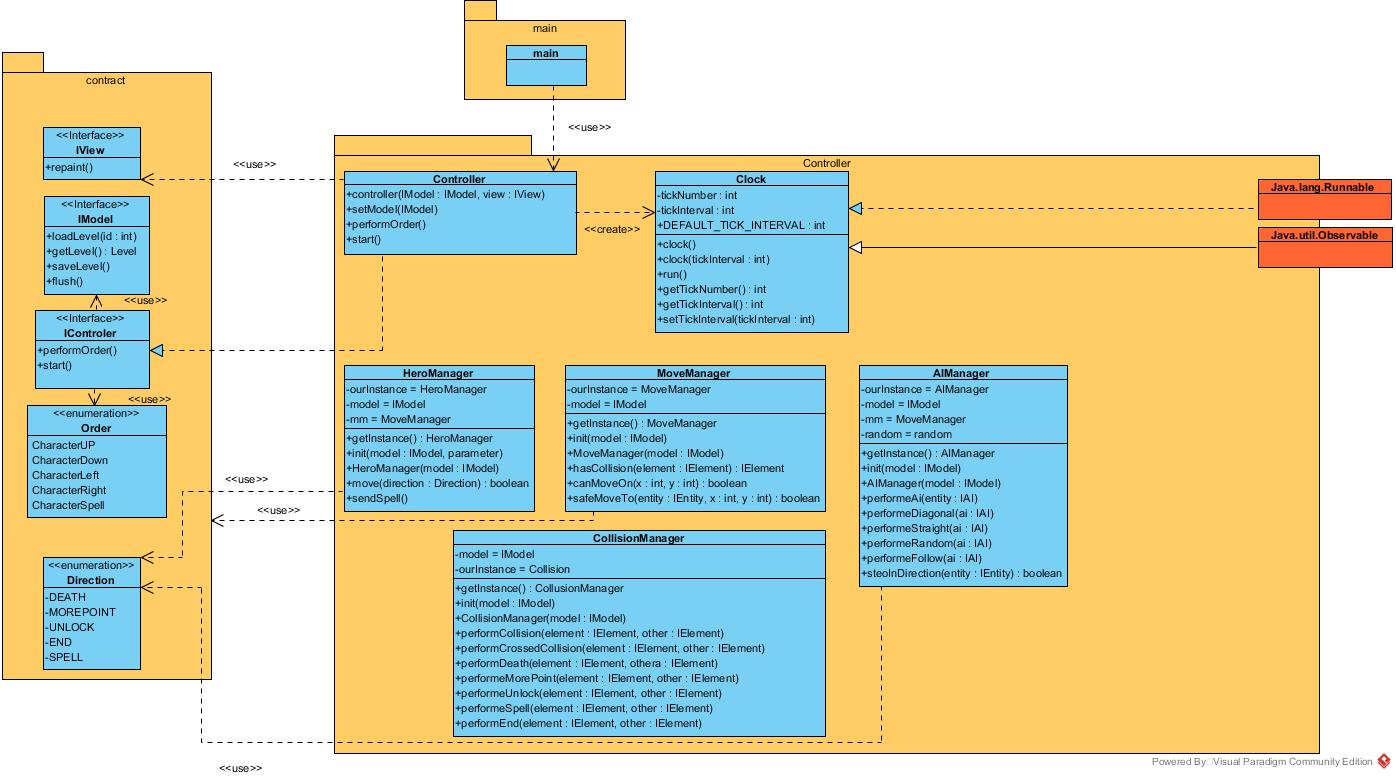 main
main
<<use>>
contract
<<Interface>>
IView
+repaint()
<<use>>
<<Interface>>
IModel
+loadLevel(id : int)
+getLevel() : Level
+saveLevel()
+flush()
<<use>>
<<Interface>>
IControler
+performOrder()
+start()
<<use>>
<<enumeration>>
Order
CharacterUP
CharacterDown
CharacterLeft
CharacterRight
CharacterSpell
<<enumeration>>
Direction
-DEATH
-MOREPOINT
-UNLOCK
-END
-SPELL
<<use>>
<<use>>
<<use>>
Controller
Controller
+controller(IModel : IModel, view : IView)
+setModel(IModel)
+performOrder()
+start()
<<create>>
Clock
-tickNumber : int
-tickInterval : int
+DEFAULT_TICK_INTERVAL : int
+clock()
+clock(tickInterval : int)
+run()
+getTickNumber() : int
+getTickInterval() : int
+setTickInterval(tickInterval : int)
Java.lang.Runnable
Java.util.Observable
HeroManager
-ourInstance = HeroManager
-model = IModel
-mm = MoveManager
+getInstance() : HeroManager
+init(model : IModel, parameter)
+HeroManager(model : IModel)
+move(direction : Direction) : boolean
+sendSpell()
MoveManager
-ourInstance = MoveManager
-model = IModel
+getInstance() : MoveManager
+init(model : IModel)
+MoveManager(model : IModel)
+hasCollision(element : IElement) : IElement
+canMoveOn(x : int, y : int) : boolean
+safeMoveTo(entity : IEntity, x : int, y : int) : boolean
AIManager
-ourInstance = AIManager
-model = IModel
-mm = MoveManager
-random = random
+getInstance() : AIManager
+init(model : IModel)
+AIManager(model : IModel)
+performeAi(entity : IAI)
+performeDiagonal(ai : IAI)
+performeStraight(ai : IAI)
+performeRandom(ai : IAI)
+performeFollow(ai : IAI)
+steoInDirection(entity : IEntity) : boolean
CollisionManager
-model = IModel
-ourInstance = Collision
+getInstance() : CollusionManager
+init(model : IModel)
+CollisionManager(model : IModel)
+performCollision(element : IElement, other : IElement)
+performCrossedCollision(element : IElement, other : IElement)
+performDeath(element : IElement, othera : IElement)
+performeMorePoint(element : IElement, other : IElement)
+performeUnlock(element : IElement, other : IElement)
+performeSpell(element : IElement, other : IElement)
+performEnd(element : IElement, other : IElement)
Powered By Visual Paradigm Community Edition